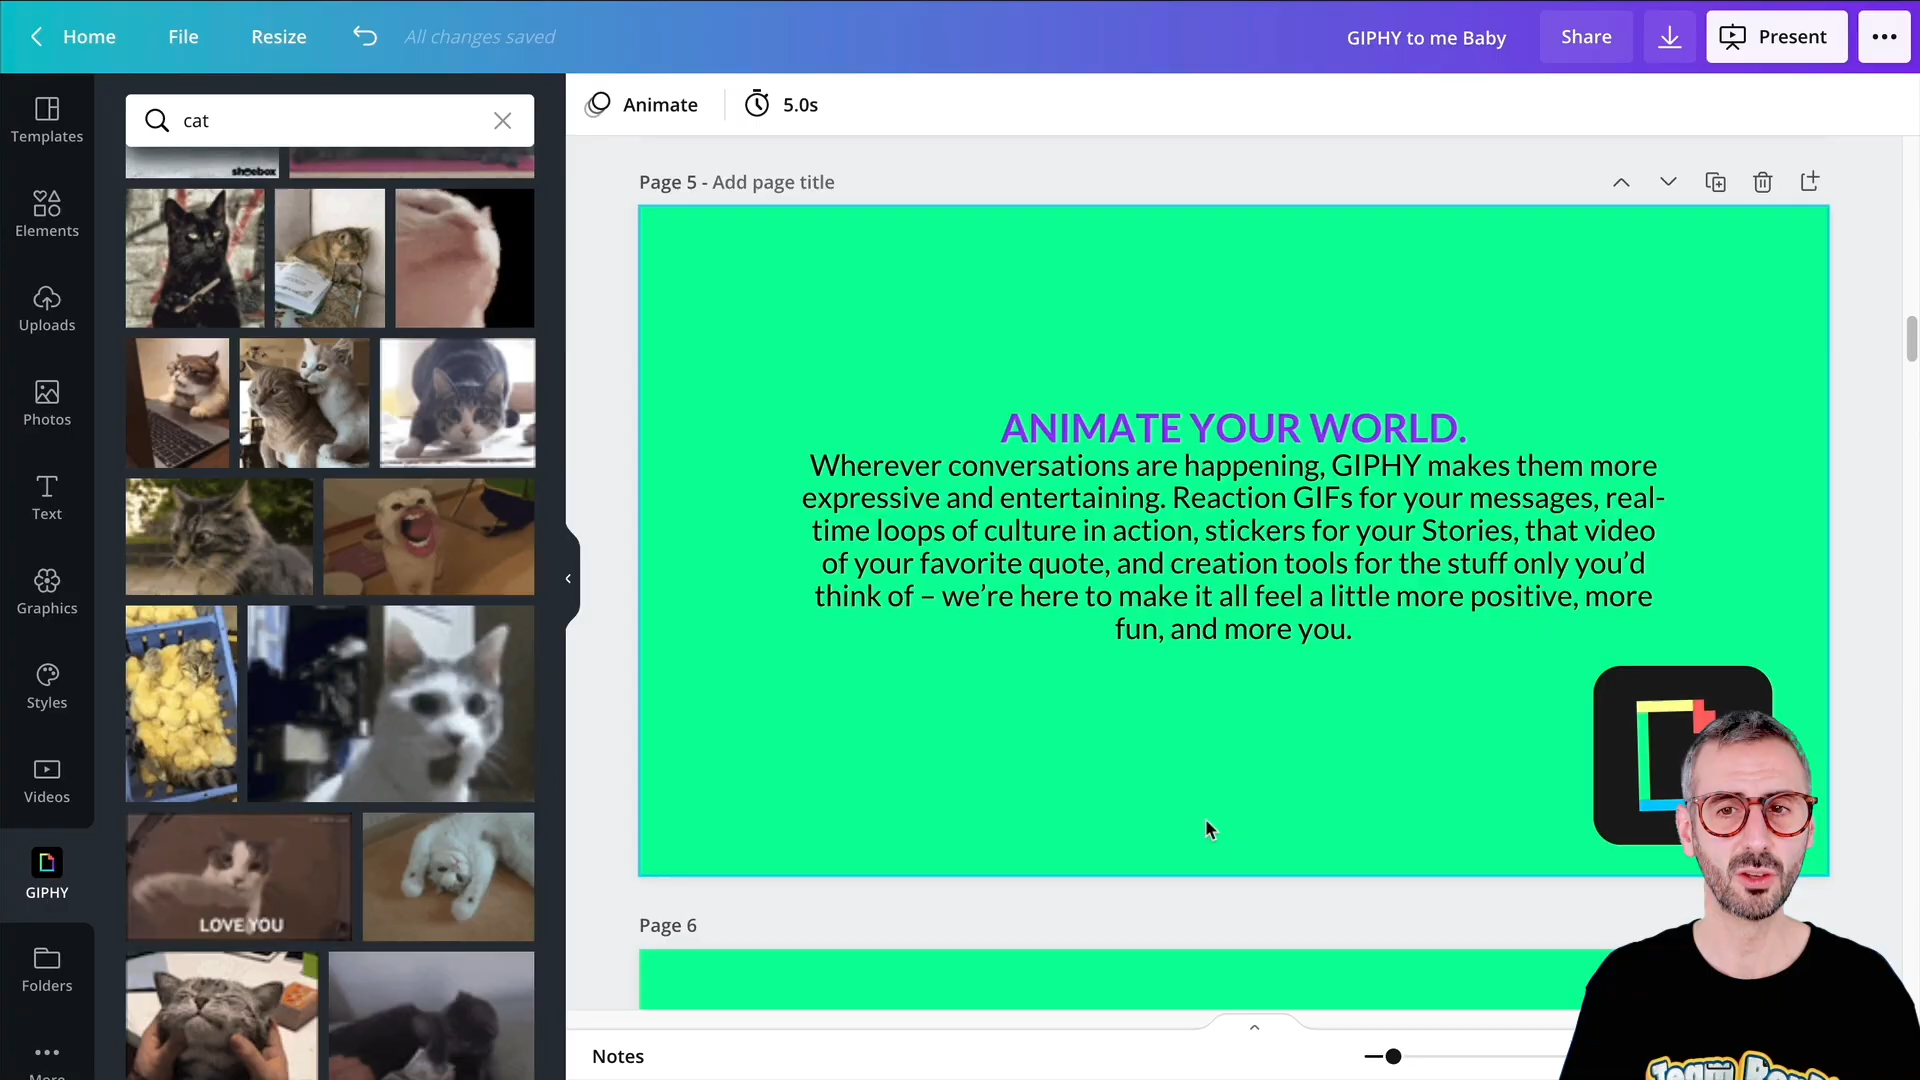 Home
File
Resize
All changes saved
GIPHY to me Baby
Share
Present
Templates
Elements
Uploads
Photos
Text
Graphics
Styles
Videos
GIPHY
Folders
cat
shoebox
LOVE YOU
Animate
5.0s
Page 5 - Add page title
ANIMATE YOUR WORLD.
Wherever conversations are happening, GIPHY makes them more
expressive and entertaining. Reaction GIFs for your messages, real-
time loops of culture in action, stickers for your Stories, that video
of your favorite quote, and creation tools for the stuff only you’d
think of – we’re here to make it all feel a little more positive, more
fun, and more you.
Page 6
Notes